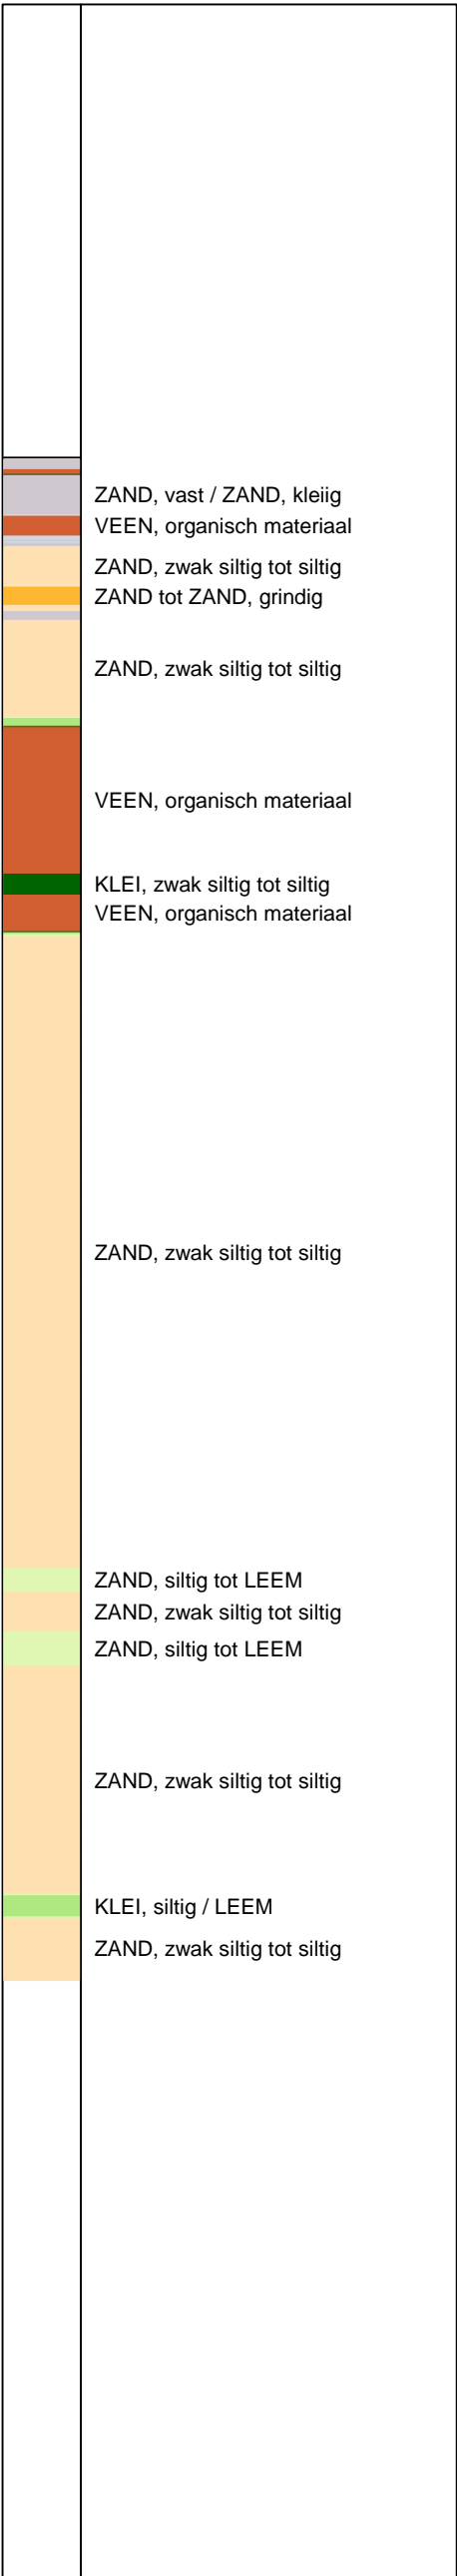 ZAND, vast / ZAND, kleiig
VEEN, organisch materiaal
ZAND, zwak siltig tot siltig
ZAND tot ZAND, grindig
ZAND, zwak siltig tot siltig
VEEN, organisch materiaal
KLEI, zwak siltig tot siltig
VEEN, organisch materiaal
ZAND, zwak siltig tot siltig
ZAND, siltig tot LEEM
ZAND, zwak siltig tot siltig
ZAND, siltig tot LEEM
ZAND, zwak siltig tot siltig
KLEI, siltig / LEEM
ZAND, zwak siltig tot siltig